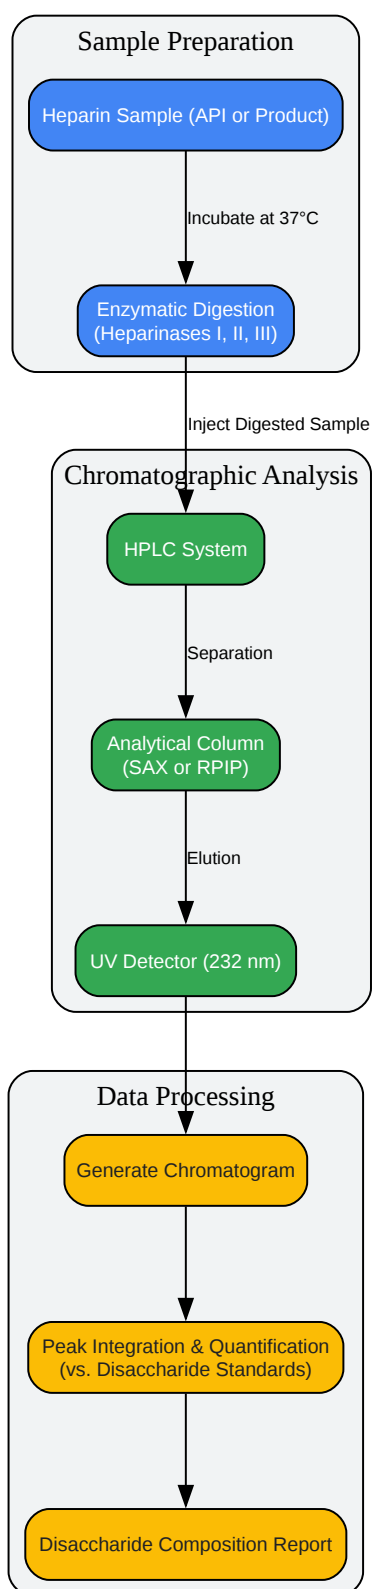 Sample Preparation
Heparin Sample (API or Product)
Incubate at 37°C
Enzymatic Digestion
(Heparinases I, II, III)
Inject Digested Sample
Chromatographic Analysis
HPLC System
Separation
Analytical Column
(SAX or RPIP)
Elution
UV Detector (232 nm)
Data Processing
Generate Chromatogram
Peak Integration & Quantification
(vs. Disaccharide Standards)
Disaccharide Composition Report